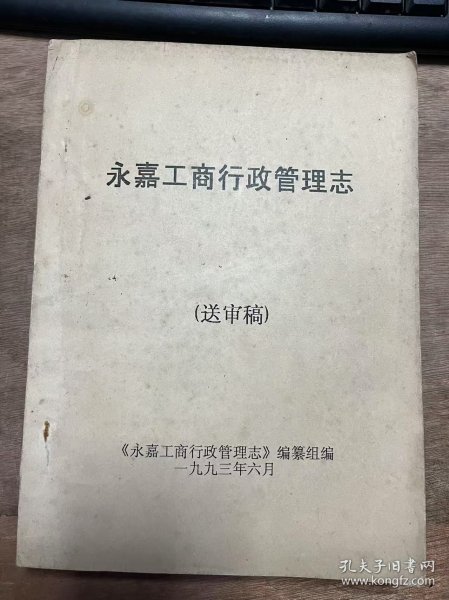 永嘉工商行政管理志
(送审稿)
《永嘉工商行政管理志》编纂组编
一九九三年六月
孔夫子旧书网
www.kongfz.com